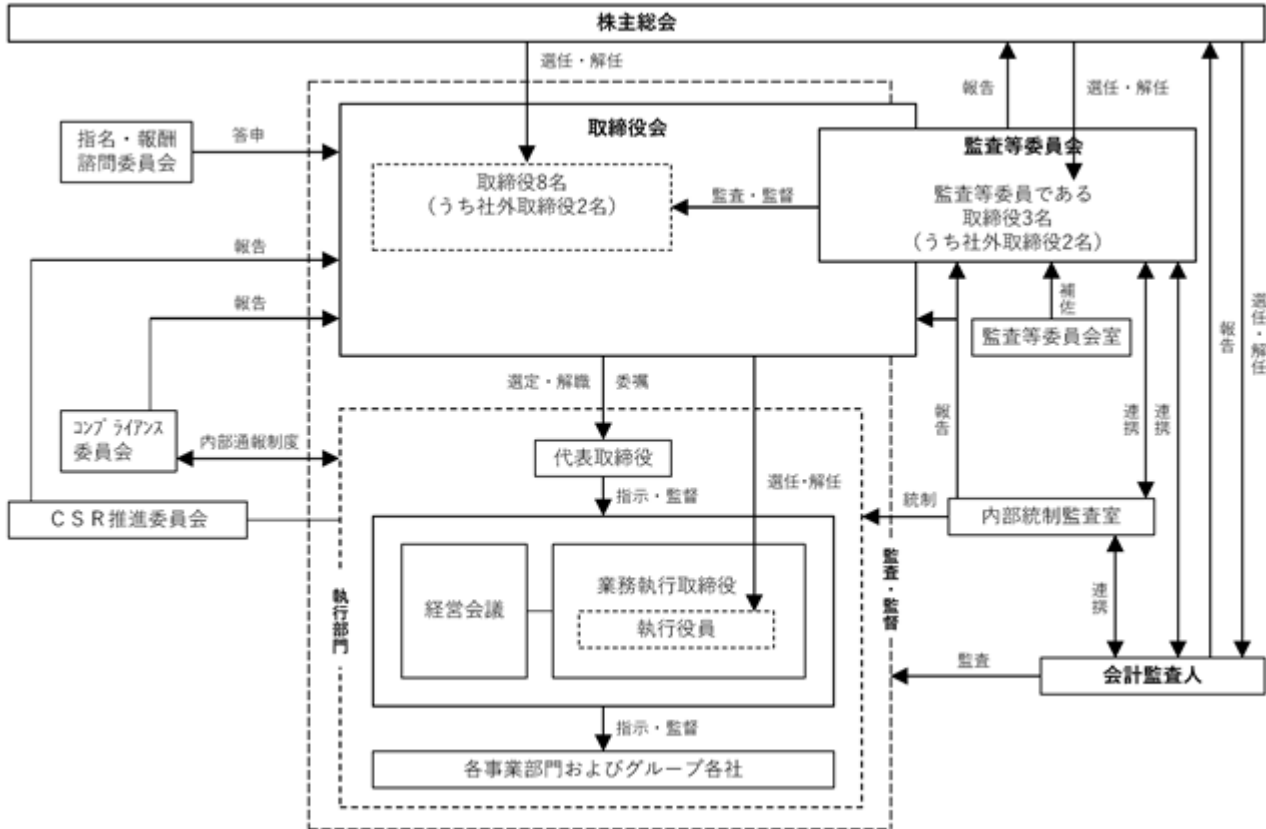 株主総会
選任・解任
報告
選任・解任
取締役会
監査等委員会
指名・報酬
諮問委員会
答申
取締役8名
（うち社外取締役2名）
監査・監督
監査等委員である
取締役3名
（うち社外取締役2名）
報告
報告
補佐
監査等委員会室
報告
選任・解任
選定・解職
委嘱
コンプライアンス
委員会
内部通報制度
代表取締役
選任・解任
報告
連携
連携
指示・監督
CSR推進委員会
統制
内部統制監査室
執行部門
経営会議
業務執行取締役
執行役員
監査・監督
連携
監査
会計監査人
指示・監督
各事業部門およびグループ各社